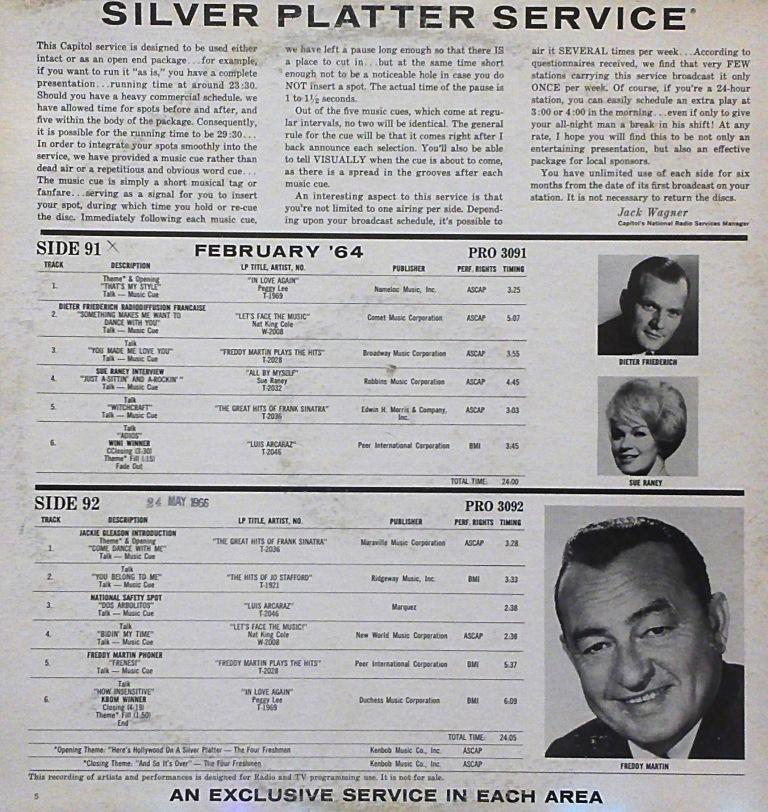 SILVER PLATTER SERVICE®
This Capitol service is designed to be used either
intact or as an open end package...for example,
if you want to run it "as is," you have a complete
presentation...running time at around 23:30.
Should you have a heavy commercial schedule, we
have allowed time for spots before and after, and
five within the body of the package. Consequently,
it is possible for the running time to be 29:30...
In order to integrate your spots smoothly into the
service, we have provided a music cue rather than
dead air or a repetitious and obvious word cue...
The music cue is simply a short musical tag or
fanfare...serving as a signal for you to insert
your spot, during which time you hold or re-cue
the disc. Immediately following each music cue,
we have left a pause long enough so that there IS
a place to cut in...but at the same time short
enough not to be a noticeable hole in case you do
NOT insert a spot. The actual time of the pause is
1 to 1½ seconds.
Out of the five music cues, which come at regu-
lar intervals, no two will be identical. The general
rule for the cue will be that it comes right after I
back announce each selection. You'll also be able
to tell VISUALLY when the cue is about to come,
as there is a spread in the grooves after each
music cue.
An interesting aspect to this service is that
you're not limited to one airing per side. Depend-
ing upon your broadcast schedule, it's possible to
air it SEVERAL times per week...According to
questionnaires received, we find that very FEW
stations carrying this service broadcast it only
ONCE per week. Of course, if you're a 24-hour
station, you can easily schedule an extra play at
3:00 or 4:00 in the morning...even if only to give
your all-night man a break in his shift! At any
rate, I hope you will find this to be not only an
entertaining presentation, but also an effective
package for local sponsors.
You have unlimited use of each side for six
months from the date of its first broadcast on your
station. It is not necessary to return the discs.
Jack Wagner
Capitol's National Radio Services Manager
SIDE 91 X FEBRUARY '64 PRO 3091
TRACK DESCRIPTION LP TITLE, ARTIST, NO. PUBLISHER PERF. RIGHTS TIMING
Theme* & Opening "IN LOVE AGAIN"
1. "THAT'S MY STYLE" Peggy Lee Nameloc Music, Inc. ASCAP 3:25
Talk — Music Cue T-1969
DIETER FRIEDERICH RADIODIFFUSION FRANCAISE
2. "SOMETHING MAKES ME WANT TO "LET'S FACE THE MUSIC" Comet Music Corporation ASCAP 5:07
DANCE WITH YOU" Nat King Cole
Talk — Music Cue W-2008
Talk
3. "YOU MADE ME LOVE YOU" "FREDDY MARTIN PLAYS THE HITS" Broadway Music Corporation ASCAP 3:55
Talk — Music Cue T-2028
SUE RANEY INTERVIEW "ALL BY MYSELF"
4. "JUST A-SITTIN' AND A-ROCKIN'" Sue Raney Robbins Music Corporation ASCAP 4:45
Talk — Music Cue T-2032
Talk
5. "WITCHCRAFT" "THE GREAT HITS OF FRANK SINATRA" Edwin H. Morris & Company, Inc. ASCAP 3:03
Talk — Music Cue T-2036
Talk
"ADIOS"
6. WINI WINNER "LUIS ARCARAZ" Peer International Corporation BMI 3:45
CClosing (3:30) T-2046
Theme* Fill (:15)
Fade Out
TOTAL TIME: 24:00
DIETER FRIEDERICH
SUE RANEY
SIDE 92 24 MAY 1966 PRO 3092
TRACK DESCRIPTION LP TITLE, ARTIST, NO. PUBLISHER PERF. RIGHTS TIMING
JACKIE GLEASON INTRODUCTION
Theme* & Opening "THE GREAT HITS OF FRANK SINATRA" Maraville Music Corporation ASCAP 3:28
1. "COME DANCE WITH ME" T-2036
Talk — Music Cue
Talk
2. "YOU BELONG TO ME" "THE HITS OF JO STAFFORD" Ridgeway Music, Inc. BMI 3:33
Talk — Music Cue T-1921
NATIONAL SAFETY SPOT
3. "DOS ARBOLITOS" "LUIS ARCARAZ" Marquez 2:38
Talk — Music Cue T-2046
Talk "LET'S FACE THE MUSIC!"
4. "BIDIN' MY TIME" Nat King Cole New World Music Corporation ASCAP 2:38
Talk — Music Cue W-2008
FREDDY MARTIN PHONER
5. "FRENESI" "FREDDY MARTIN PLAYS THE HITS" Peer International Corporation BMI 5:37
Talk — Music Cue T-2028
Talk
"HOW INSENSITIVE" "IN LOVE AGAIN"
6. KBOM WINNER Peggy Lee Duchess Music Corporation BMI 6:09
Closing (4:19) T-1969
Theme* Fill (1:50)
End
TOTAL TIME: 24:05
*Opening Theme: "Here's Hollywood On A Silver Platter — The Four Freshmen Kenbob Music Co., Inc. ASCAP
*Closing Theme: "And So It's Over" — The Four Freshmen Kenbob Music Co., Inc. ASCAP
FREDDY MARTIN
This recording of artists and performances is designed for Radio and TV programming use. It is not for sale.
5 AN EXCLUSIVE SERVICE IN EACH AREA